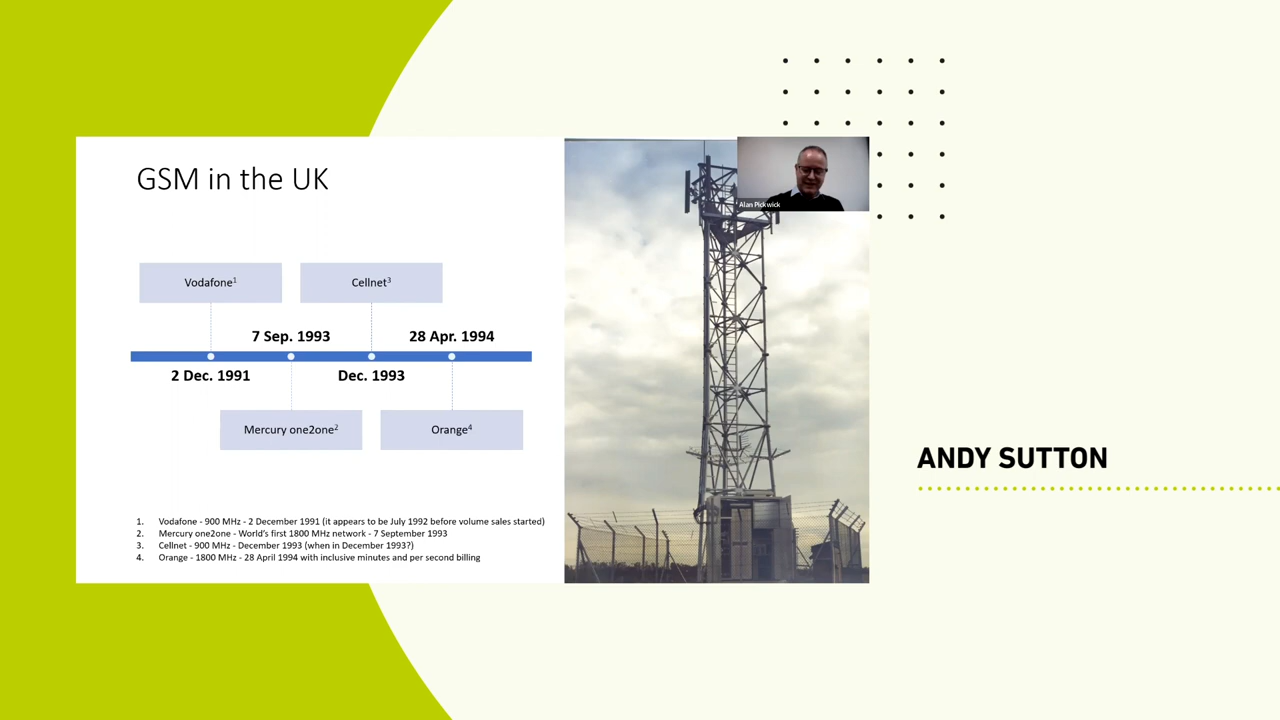 GSM in the UK
Alan Pickwick
Vodafone¹
Cellnet³
7 Sep. 1993
28 Apr. 1994
2 Dec. 1991
Dec. 1993
Mercury one2one²
Orange⁴
ANDY SUTTON
1. Vodafone - 900 MHz - 2 December 1991 (it appears to be July 1992 before volume sales started)
2. Mercury one2one - World's first 1800 MHz network - 7 September 1993
3. Cellnet - 900 MHz - December 1993 (when in December 1993?)
4. Orange - 1800 MHz - 28 April 1994 with inclusive minutes and per second billing